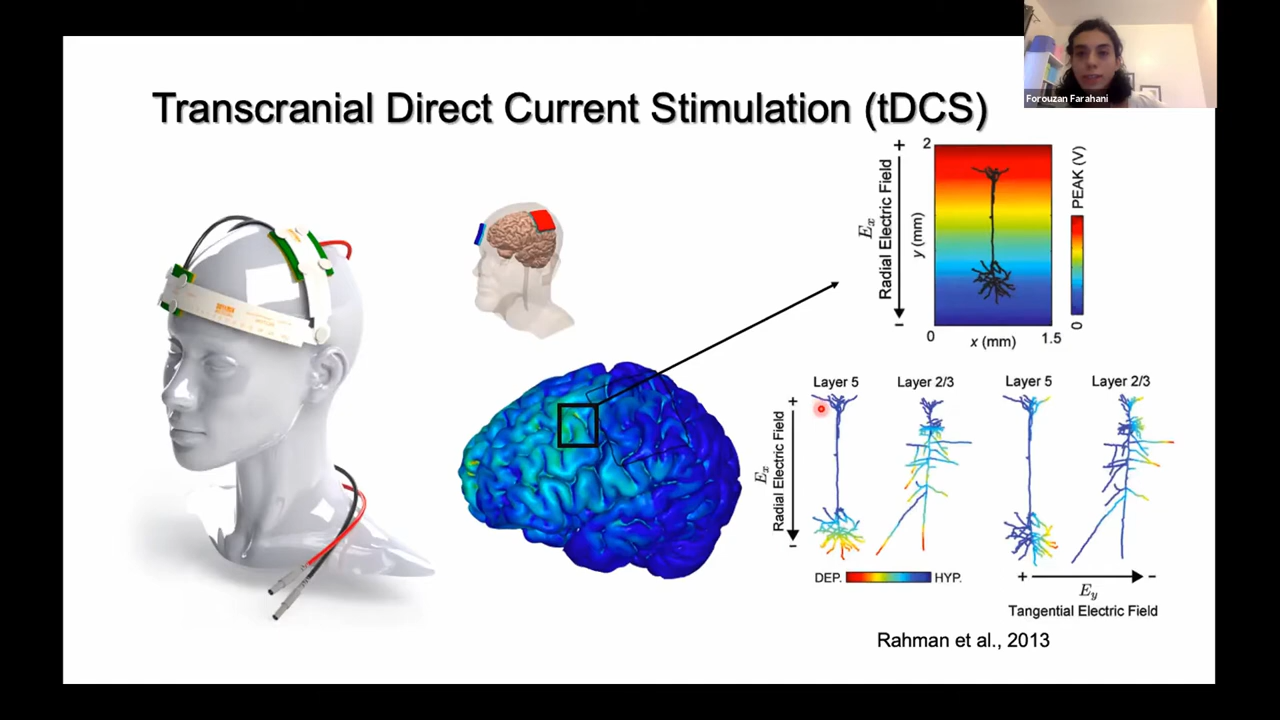 Forouzan Farahani
Transcranial Direct Current Stimulation (tDCS)
+
2
Radial Electric Field
Ex
y (mm)
PEAK (V)
-
0
x (mm)
1.5
0
Layer 5
Layer 2/3
Layer 5
Layer 2/3
+
Ex
Radial Electric Field
-
DEP.
HYP.
+
-
Ey
Tangential Electric Field
Rahman et al., 2013